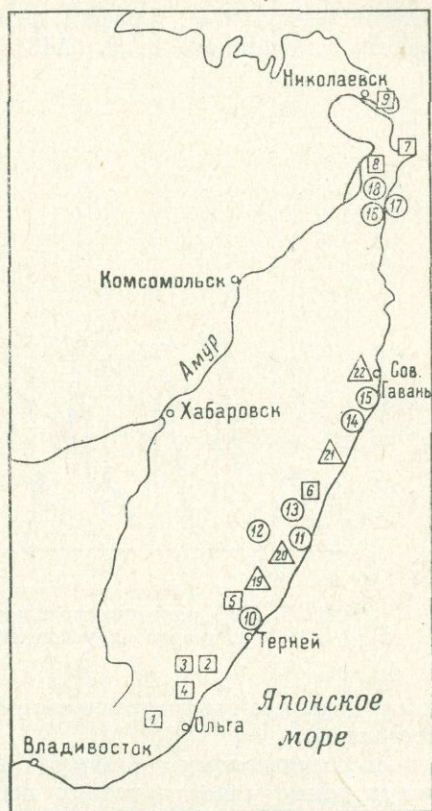 Николаевск
9
7
8
18
16
17
Комсомольск
Амур
22
Сов.
Гавань
Хабаровск
15
14
21
6
13
12
11
20
19
5
10
Терней
3
2
4
1
Ольга
Японское
море
Владивосток